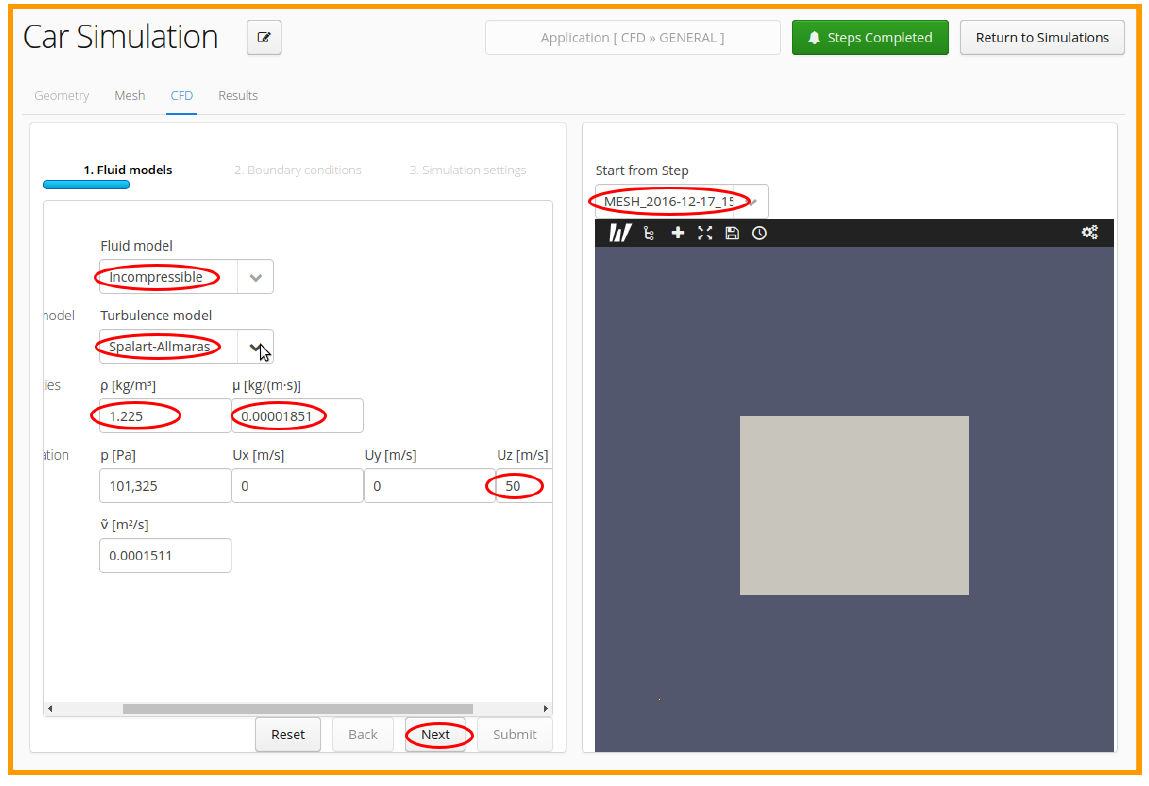 Car Simulation
Application [ CFD » GENERAL ]
Steps Completed
Return to Simulations
Geometry Mesh CFD Results
1. Fluid models 2. Boundary conditions 3. Simulation settings
Fluid model
Incompressible
Turbulence model
Spalart-Allmaras
ρ [kg/m³] μ [kg/(m·s)]
1.225 0.00001851
p [Pa] Ux [m/s] Uy [m/s] Uz [m/s]
101,325 0 0 50
ṽ [m²/s]
0.0001511
Reset Back Next Submit
Start from Step
MESH_2016-12-17_15